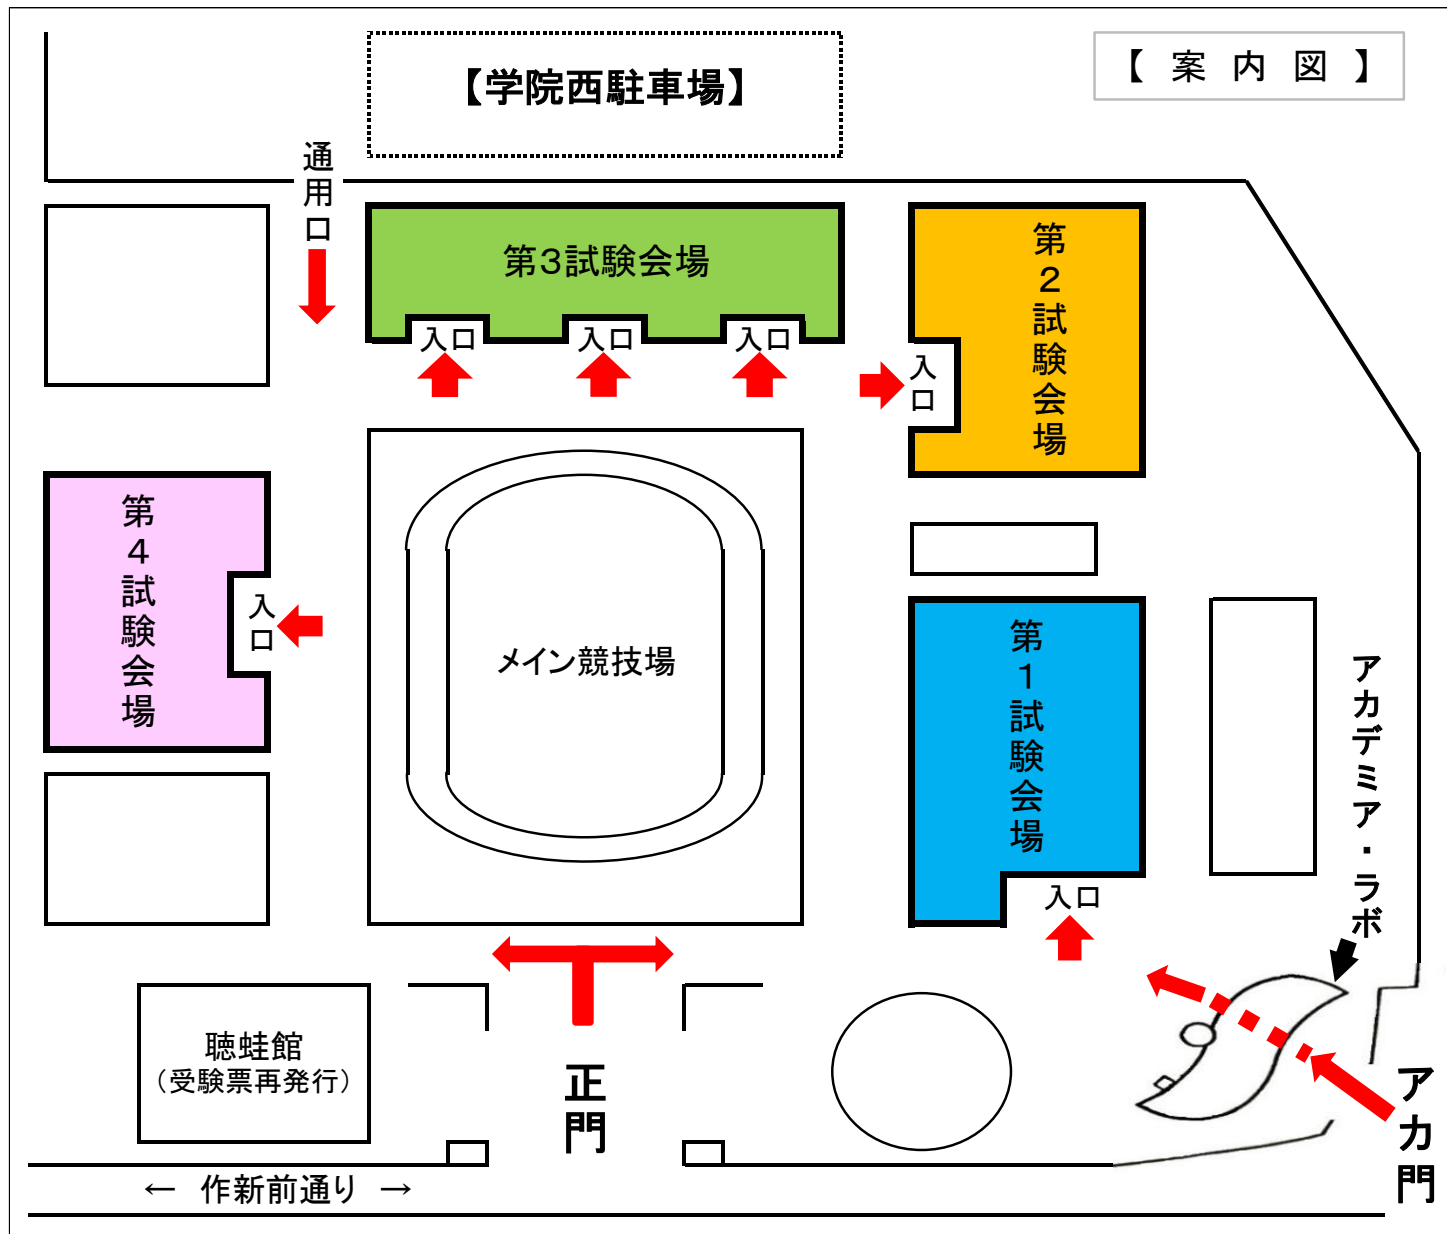 【学院西駐車場】
【 案 内 図 】
通用口
第3試験会場
入口
入口
入口
第2試験会場
入口
第4試験会場
入口
メイン競技場
第1試験会場
入口
アカデミア・ラボ
聴蛙館
（受験票再発行）
正門
アカ門
← 作新前通り →